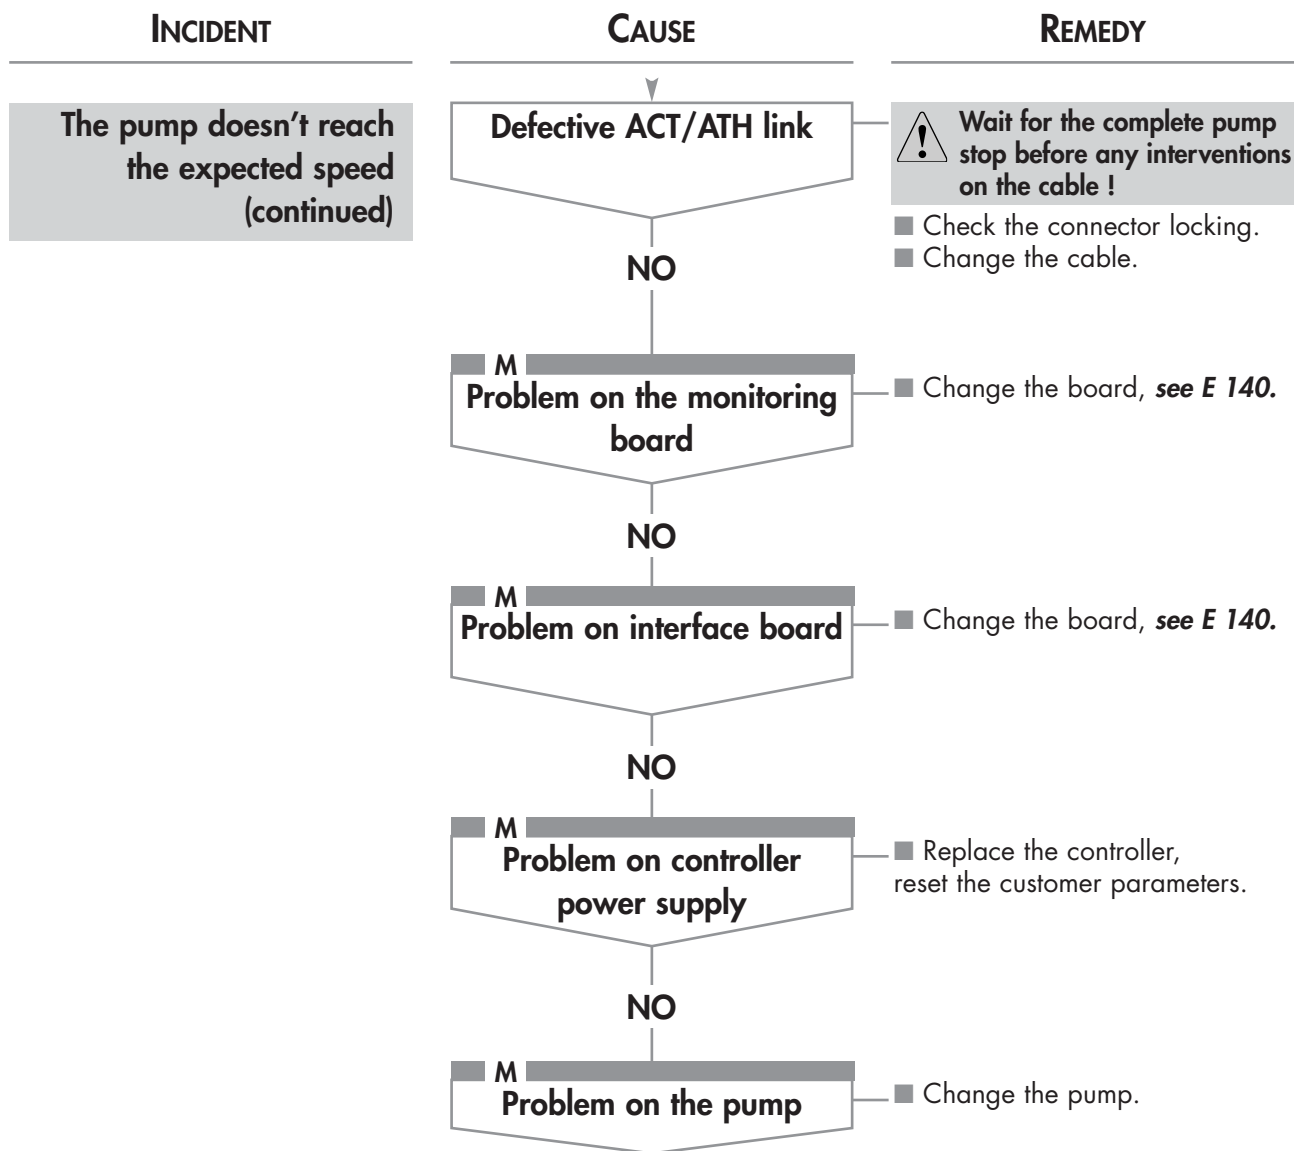 INCIDENT
CAUSE
REMEDY
The pump doesn't reach
the expected speed
(continued)
Defective ACT/ATH link
Wait for the complete pump
stop before any interventions
on the cable !
Check the connector locking.
Change the cable.
NO
M
Problem on the monitoring
board
Change the board, see E 140.
NO
M
Problem on interface board
Change the board, see E 140.
NO
M
Problem on controller
power supply
Replace the controller,
reset the customer parameters.
NO
M
Problem on the pump
Change the pump.